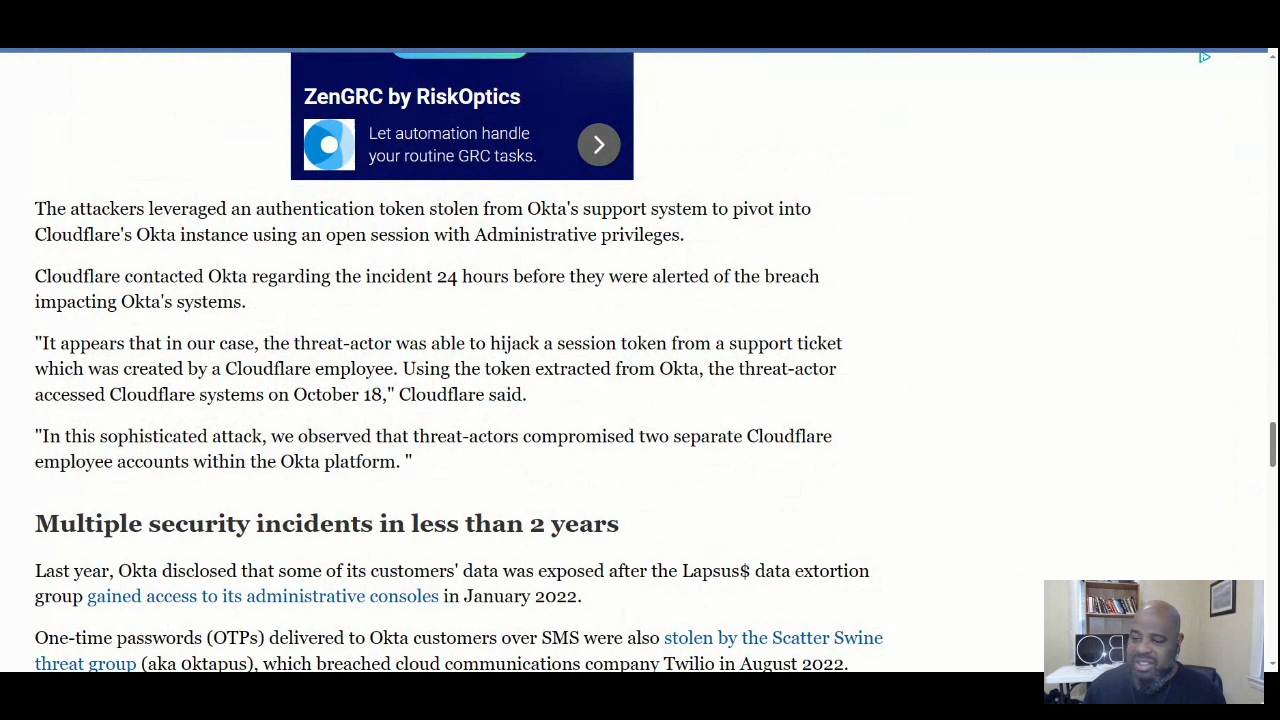 ZenGRC by RiskOptics
Let automation handle
your routine GRC tasks.
The attackers leveraged an authentication token stolen from Okta's support system to pivot into
Cloudflare's Okta instance using an open session with Administrative privileges.
Cloudflare contacted Okta regarding the incident 24 hours before they were alerted of the breach
impacting Okta's systems.
"It appears that in our case, the threat-actor was able to hijack a session token from a support ticket
which was created by a Cloudflare employee. Using the token extracted from Okta, the threat-actor
accessed Cloudflare systems on October 18," Cloudflare said.
"In this sophisticated attack, we observed that threat-actors compromised two separate Cloudflare
employee accounts within the Okta platform. "
Multiple security incidents in less than 2 years
Last year, Okta disclosed that some of its customers' data was exposed after the Lapsus$ data extortion
group gained access to its administrative consoles in January 2022.
One-time passwords (OTPs) delivered to Okta customers over SMS were also stolen by the Scatter Swine
threat group (aka 0ktapus), which breached cloud communications company Twilio in August 2022.